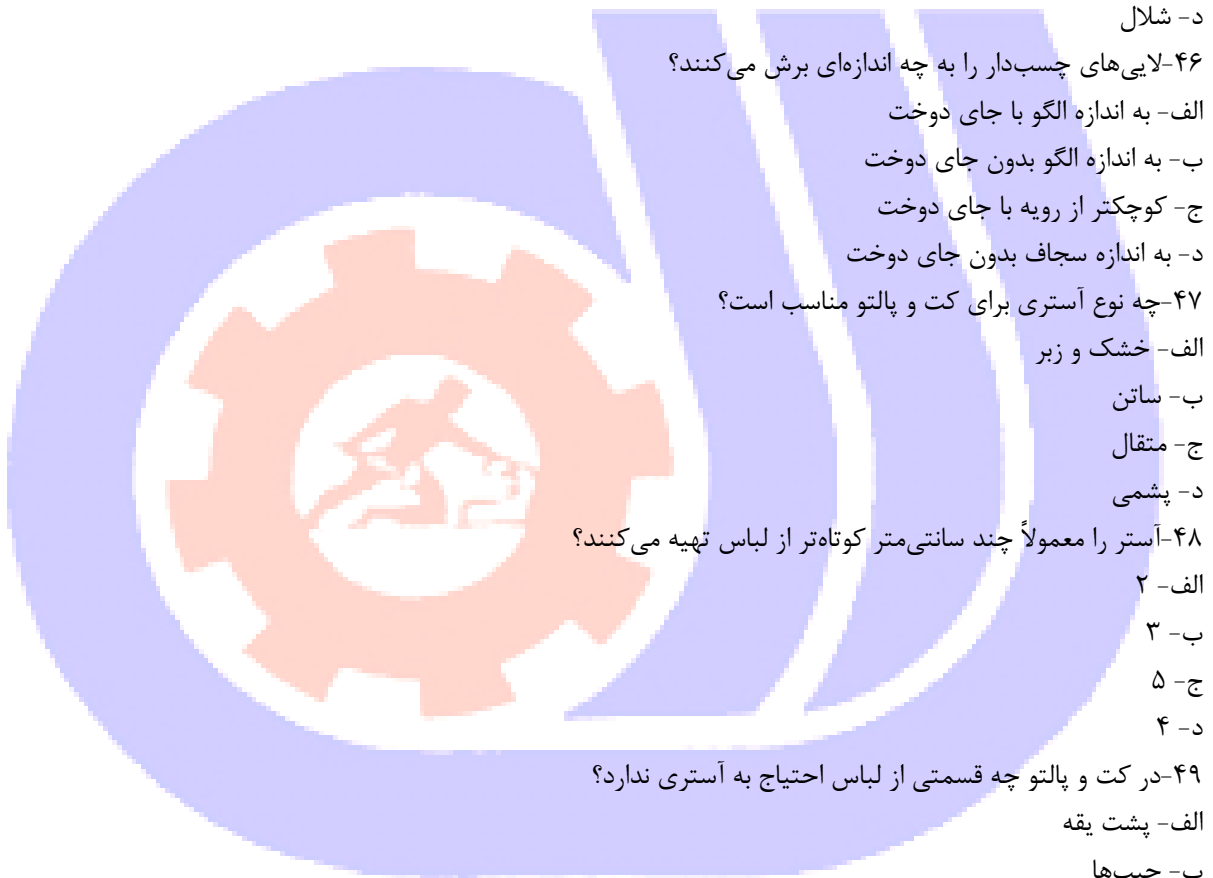 د- شلال
۴۶-لایی‌های چسب‌دار را به چه اندازه‌ای برش می‌کنند؟
الف- به اندازه الگو با جای دوخت
ب- به اندازه الگو بدون جای دوخت
ج- کوچکتر از رویه با جای دوخت
د- به اندازه سجاف بدون جای دوخت
۴۷-چه نوع آستری برای کت و پالتو مناسب است؟
الف- خشک و زبر
ب- ساتن
ج- متقال
د- پشمی
۴۸-آستر را معمولاً چند سانتی‌متر کوتاه‌تر از لباس تهیه می‌کنند؟
الف- ۲
ب- ۳
ج- ۵
د- ۴
۴۹-در کت و پالتو چه قسمتی از لباس احتیاج به آستری ندارد؟
الف- پشت یقه
ب- جیب‌ها